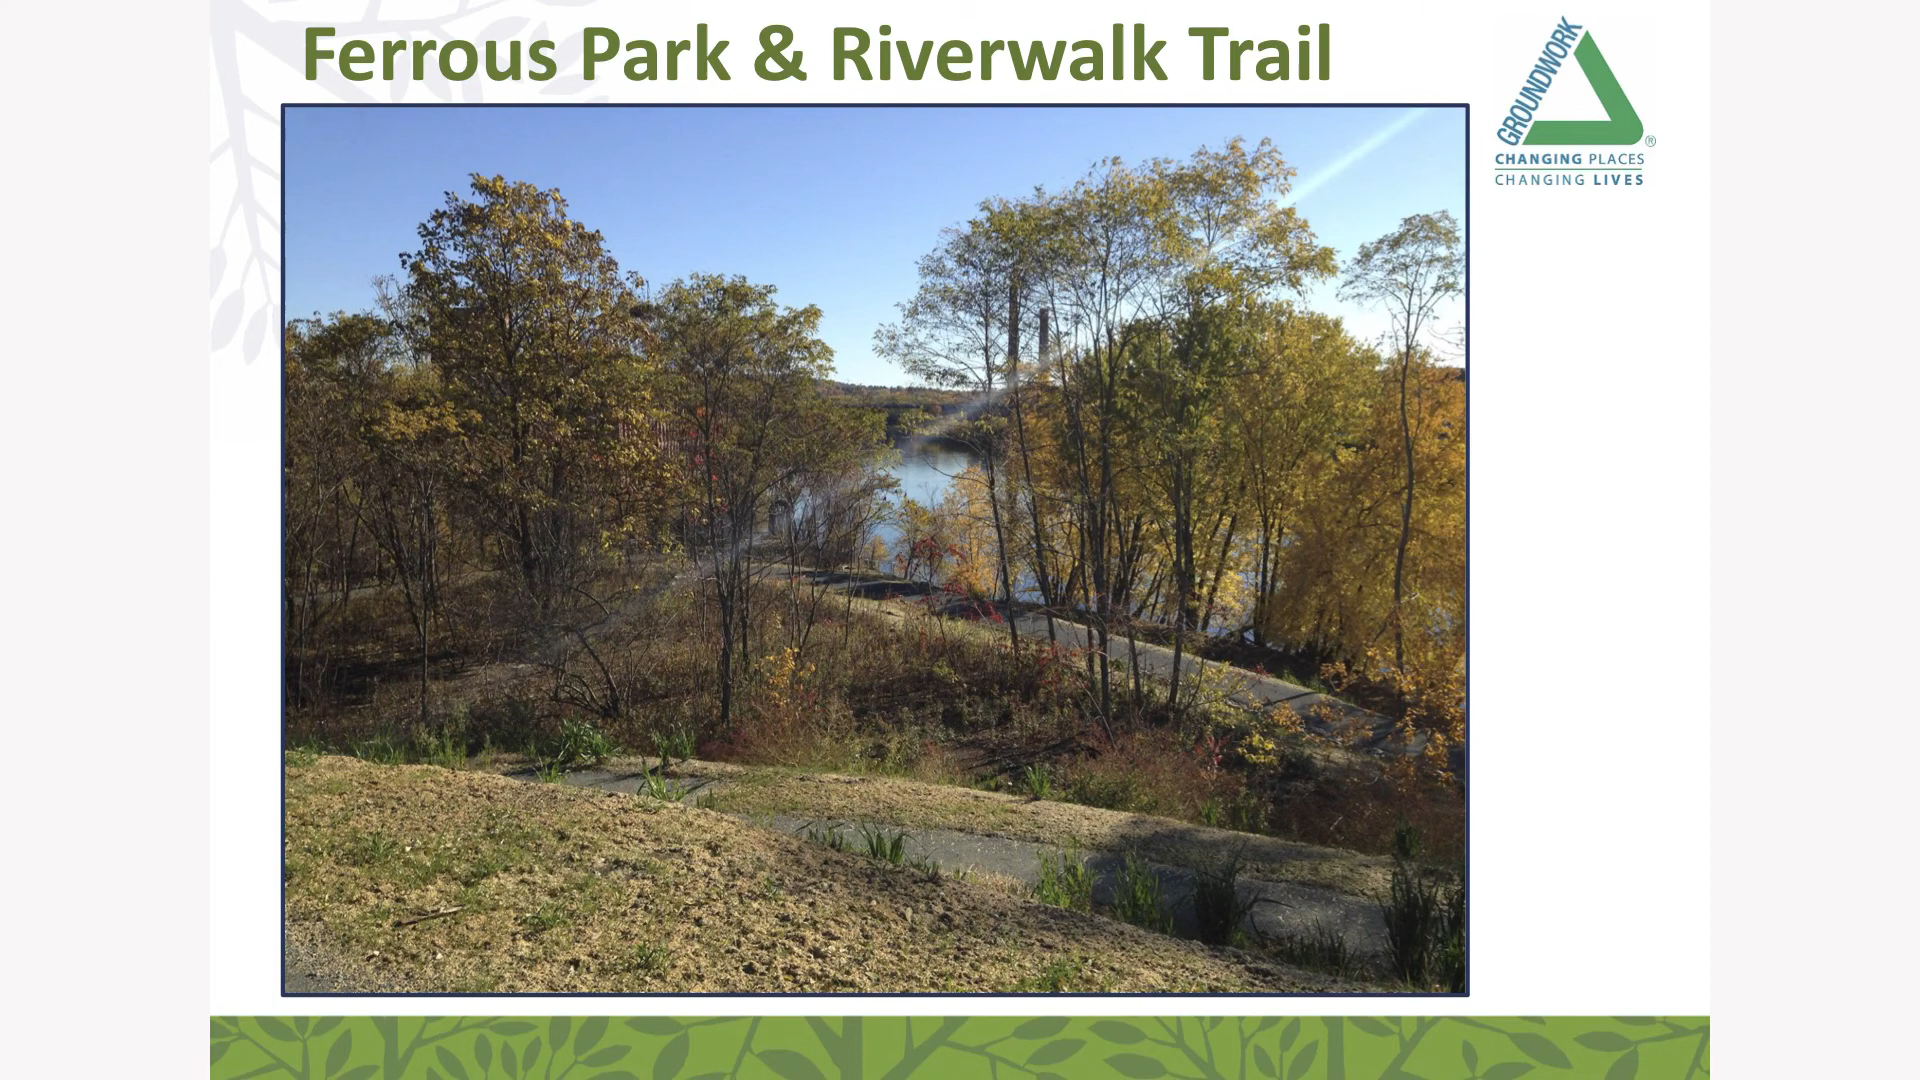 Ferrous Park & Riverwalk Trail
GROUNDWORK
®
CHANGING PLACES
CHANGING LIVES